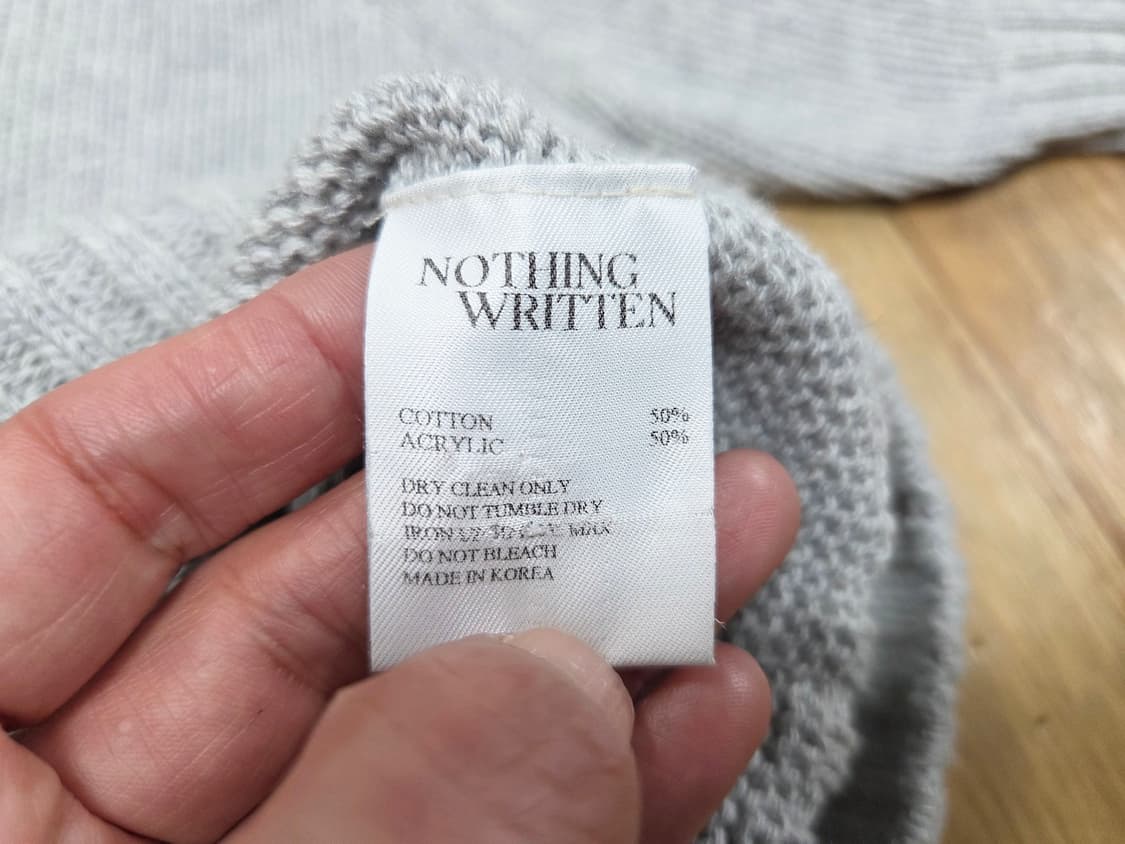 NOTHING
WRITTEN
COTTON 50%
ACRYLIC 50%
DRY CLEAN ONLY
DO NOT TUMBLE DRY
IRON MAX
DO NOT BLEACH
MADE IN KOREA